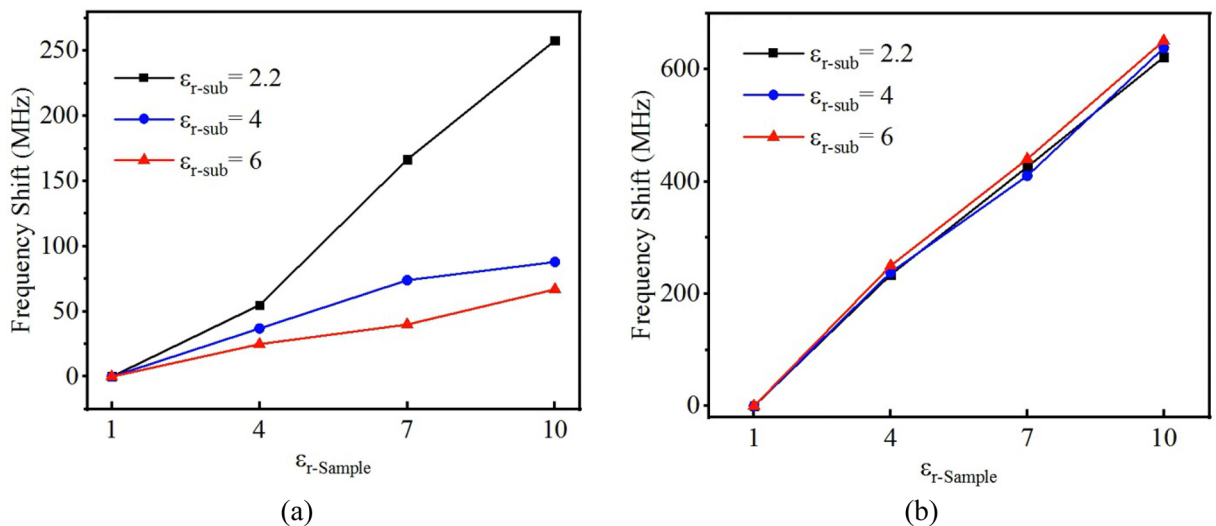 250
200
150
100
50
0
Frequency Shift (MHz)
εr-sub= 2.2
εr-sub= 4
εr-sub= 6
1 4 7 10
εr-Sample
(a)
600
400
200
0
Frequency Shift (MHz)
εr-sub= 2.2
εr-sub= 4
εr-sub= 6
1 4 7 10
εr-Sample
(b)